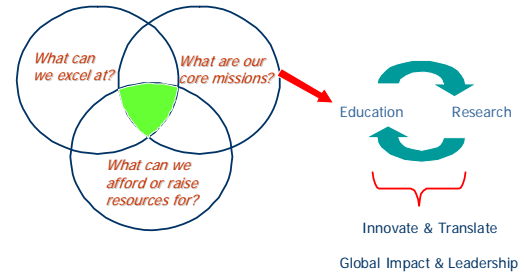 What can
we excel at?
What are our
core missions?
What can we
afford or raise
resources for?
Education
Research
Innovate & Translate
Global Impact & Leadership